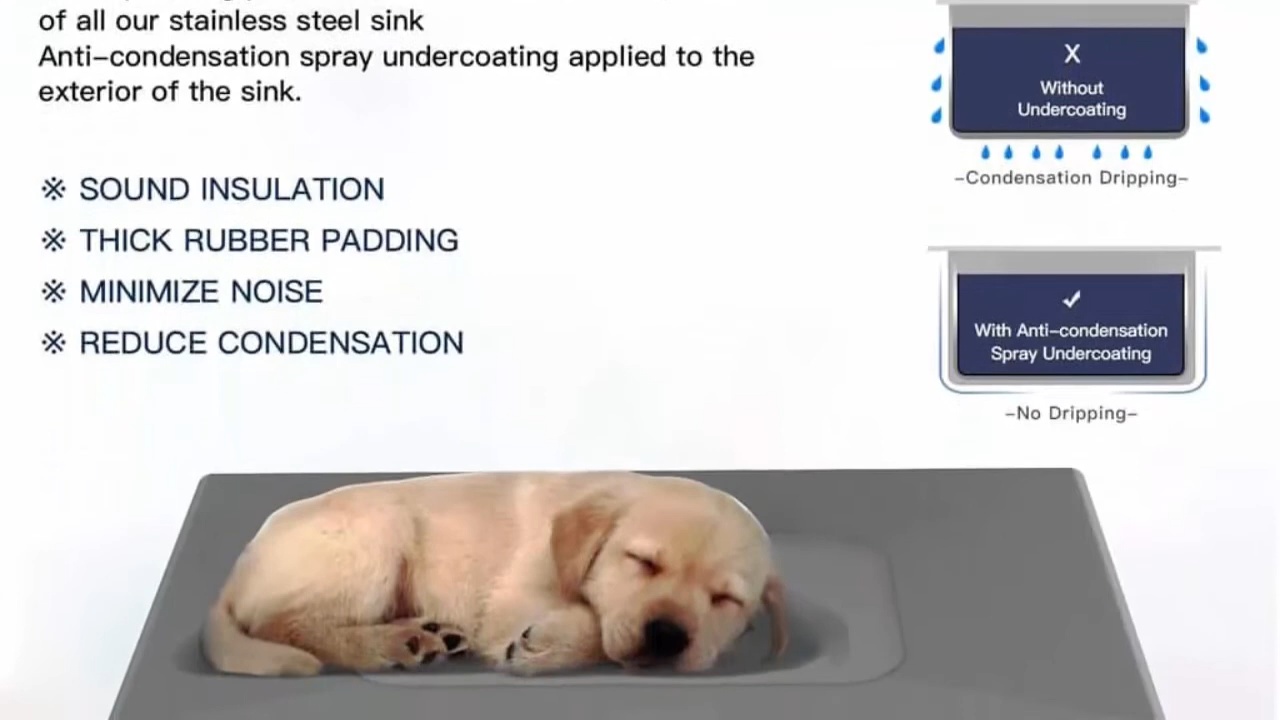 of all our stainless steel sink
Anti-condensation spray undercoating applied to the
exterior of the sink.
※ SOUND INSULATION
※ THICK RUBBER PADDING
※ MINIMIZE NOISE
※ REDUCE CONDENSATION
X
Without
Undercoating
-Condensation Dripping-
✓
With Anti-condensation
Spray Undercoating
-No Dripping-